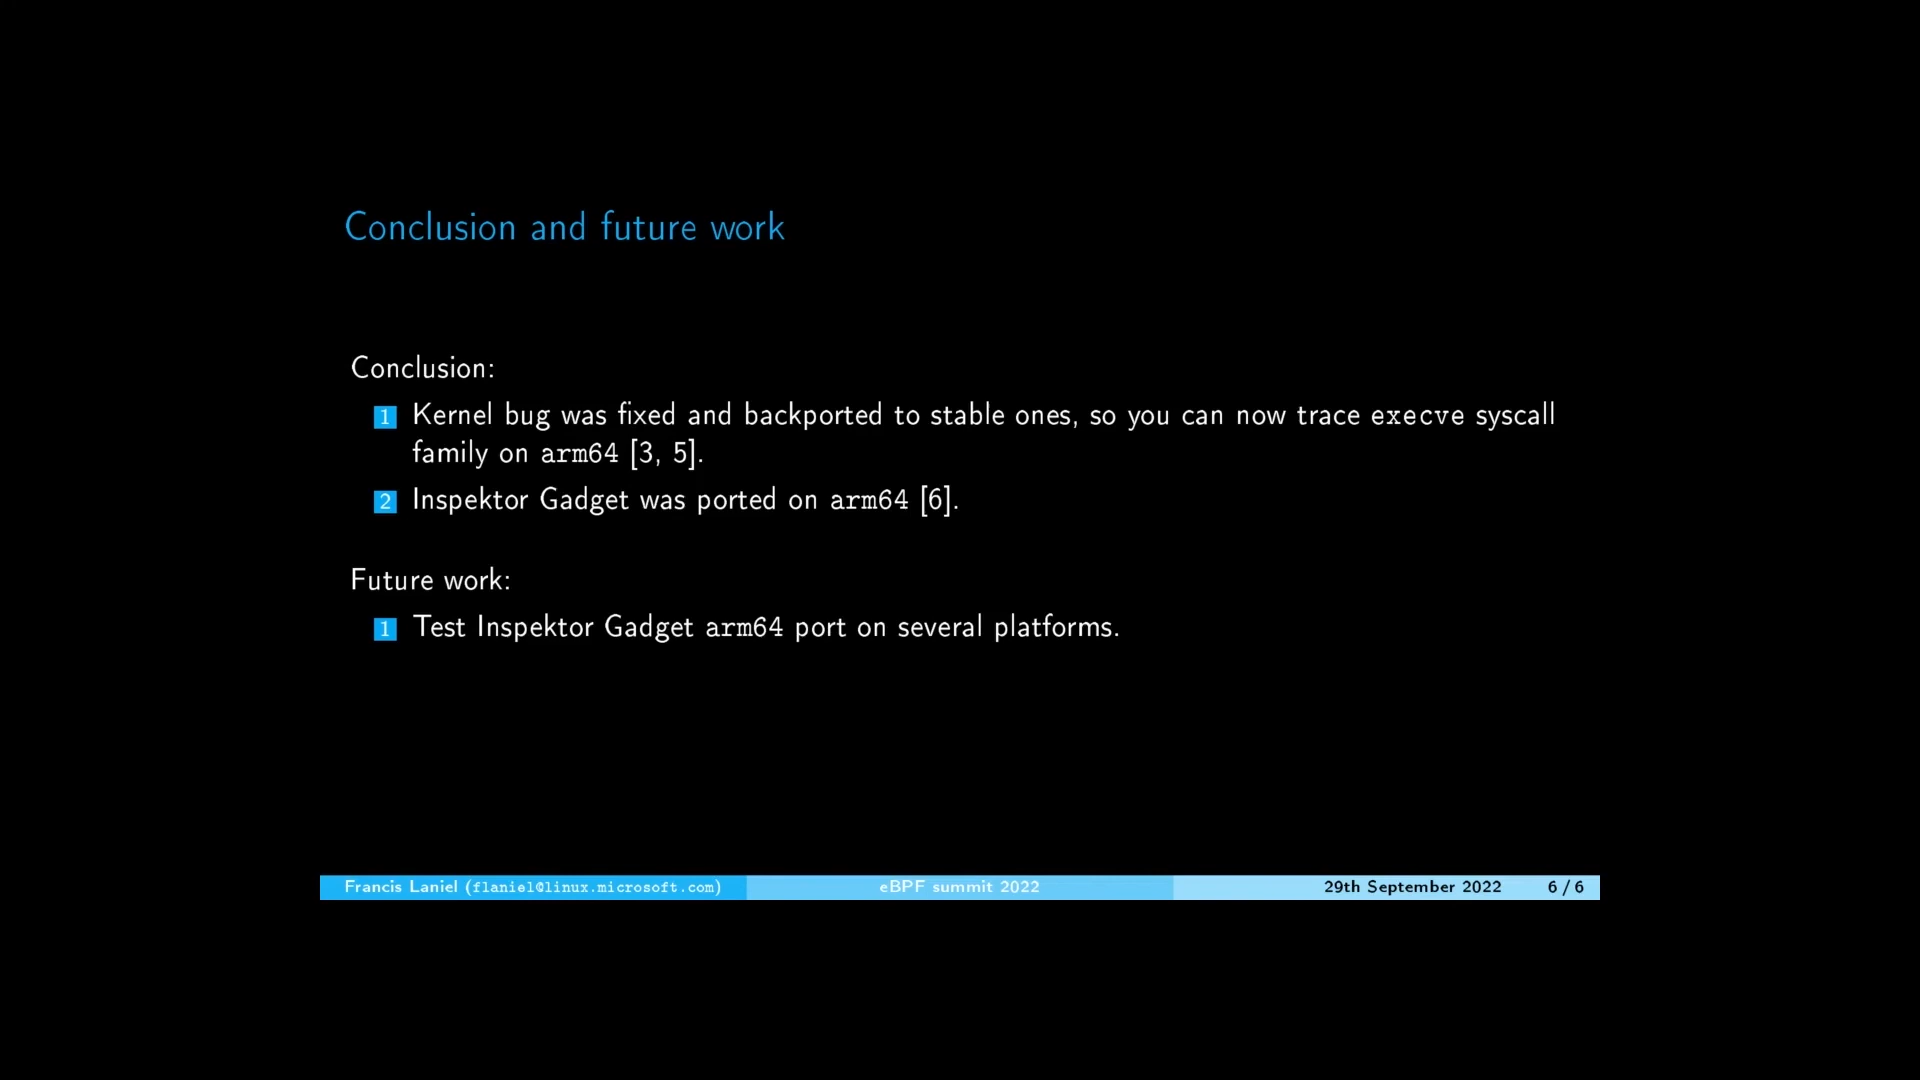 Conclusion and future work
Conclusion:
1 Kernel bug was fixed and backported to stable ones, so you can now trace execve syscall
family on arm64 [3, 5].
2 Inspektor Gadget was ported on arm64 [6].
Future work:
1 Test Inspektor Gadget arm64 port on several platforms.
Francis Laniel (flaniel@linux.microsoft.com) eBPF summit 2022 29th September 2022 6 / 6